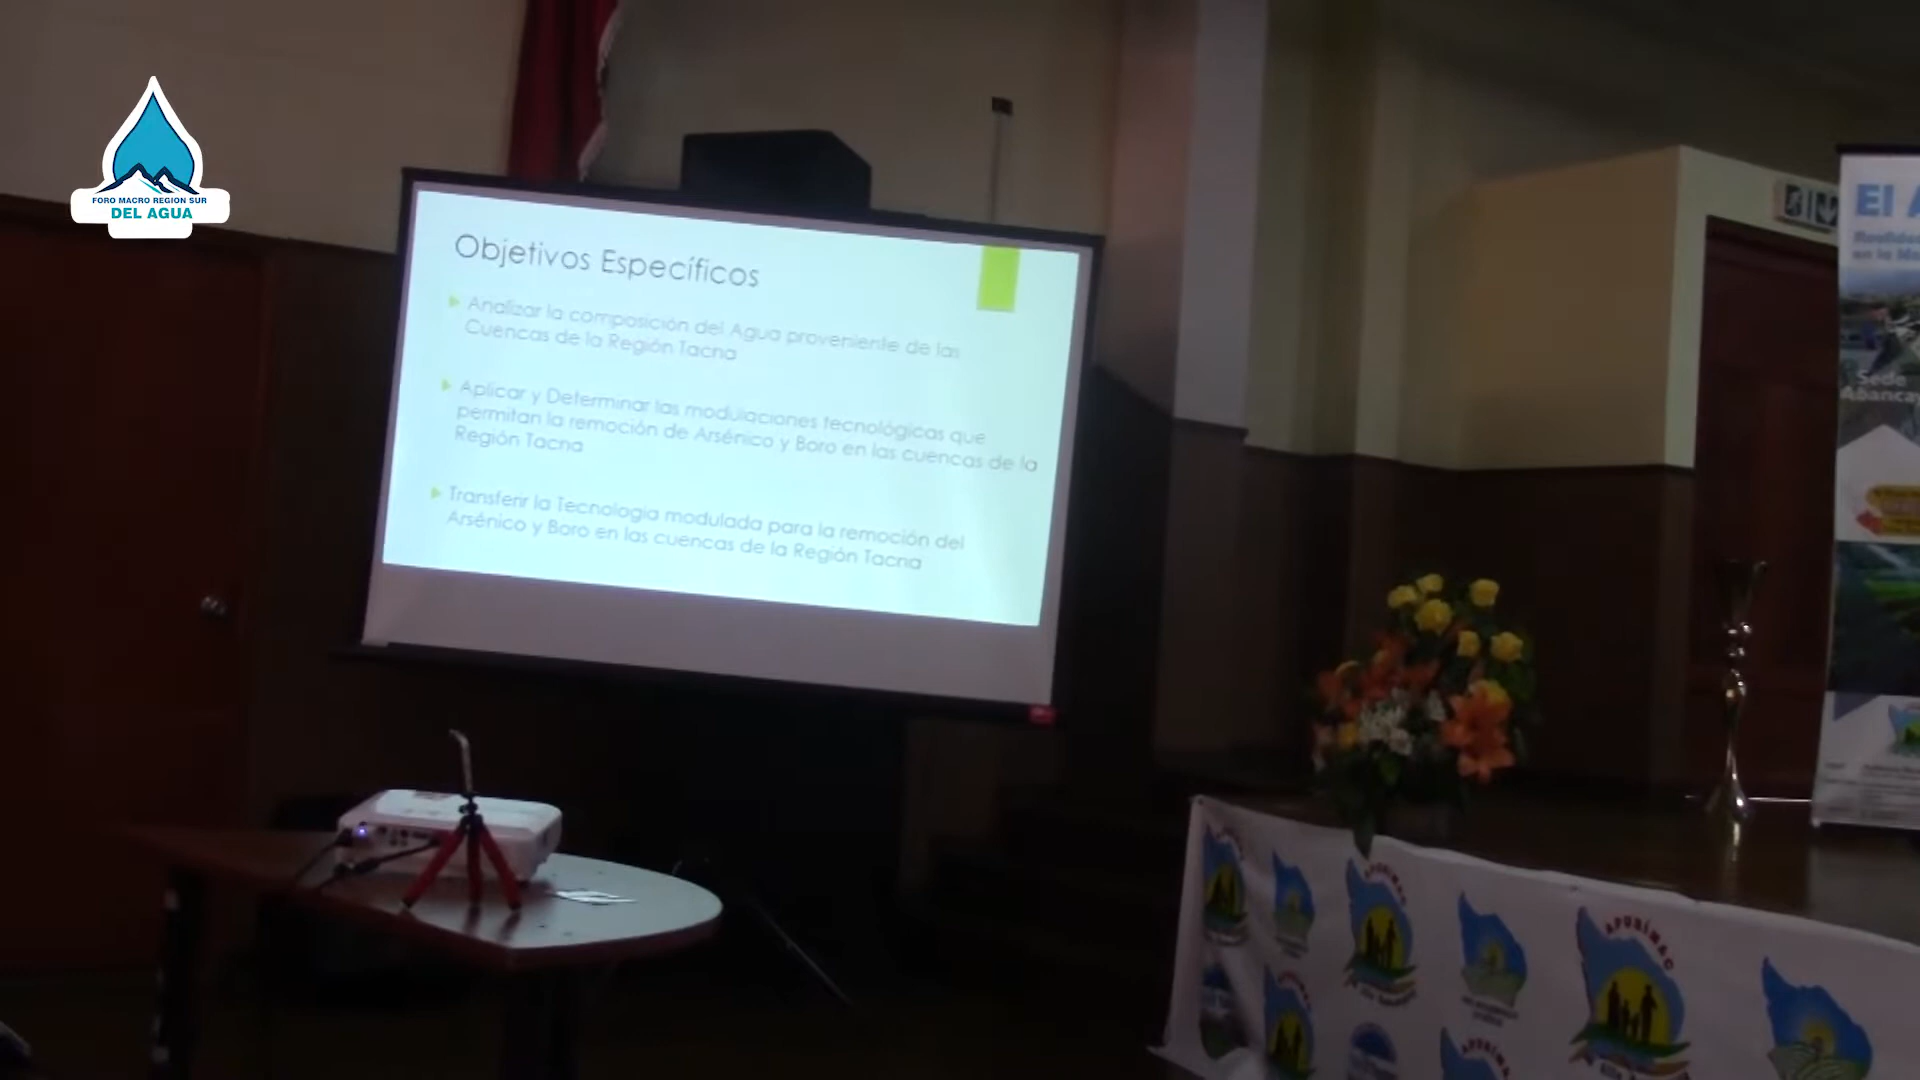 FORO MACRO REGION SUR
DEL AGUA
Objetivos Específicos
Analizar la composición del Agua proveniente de las
Cuencas de la Región Tacna
Aplicar y Determinar las modulaciones tecnológicas que
permitan la remoción de Arsénico y Boro en las cuencas de la
Región Tacna
Transferir la Tecnologia modulada para la remoción del
Arsénico y Boro en las cuencas de la Región Tacna
El A
en la
Sede
Abancay
APURÍMAC